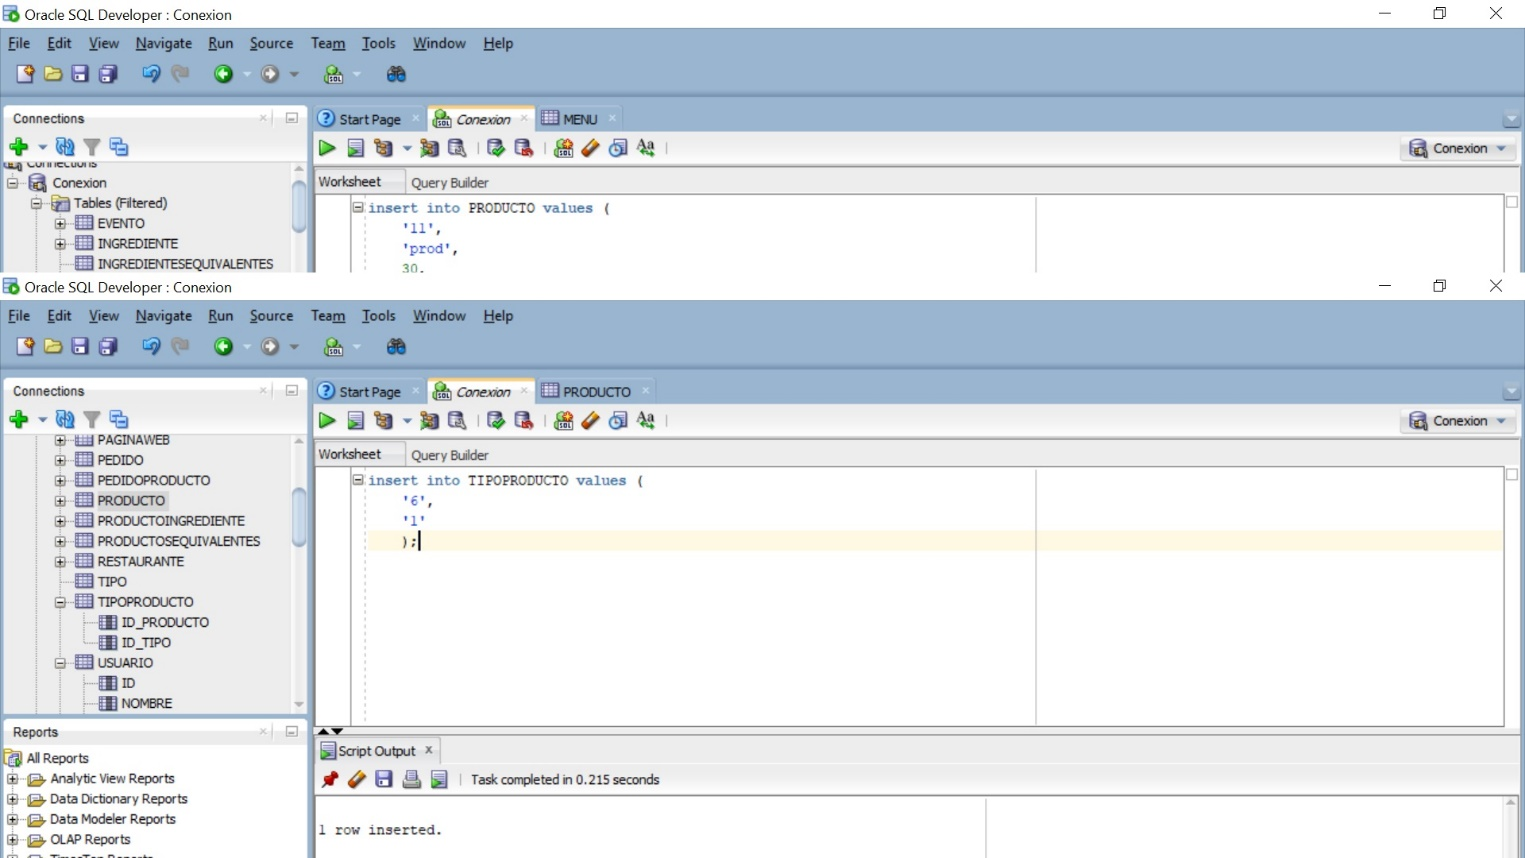 Oracle SQL Developer : Conexion
File Edit View Navigate Run Source Team Tools Window Help
Connections
Start Page
Conexion
MENU
Conexion
Connections
Conexion
Tables (Filtered)
EVENTO
INGREDIENTE
INGREDIENTESEQUIVALENTES
Worksheet Query Builder
insert into PRODUCTO values (
'11',
'prod',
30,
Oracle SQL Developer : Conexion
File Edit View Navigate Run Source Team Tools Window Help
Connections
Start Page
Conexion
PRODUCTO
Conexion
PAGINAWEB
PEDIDO
PEDIDOPRODUCTO
PRODUCTO
PRODUCTOINGREDIENTE
PRODUCTOSEQUIVALENTES
RESTAURANTE
TIPO
TIPOPRODUCTO
ID_PRODUCTO
ID_TIPO
USUARIO
ID
NOMBRE
Worksheet Query Builder
insert into TIPOPRODUCTO values (
'6',
'1'
);
Reports
All Reports
Analytic View Reports
Data Dictionary Reports
Data Modeler Reports
OLAP Reports
TimesTen Reports
Script Output
Task completed in 0.215 seconds
1 row inserted.